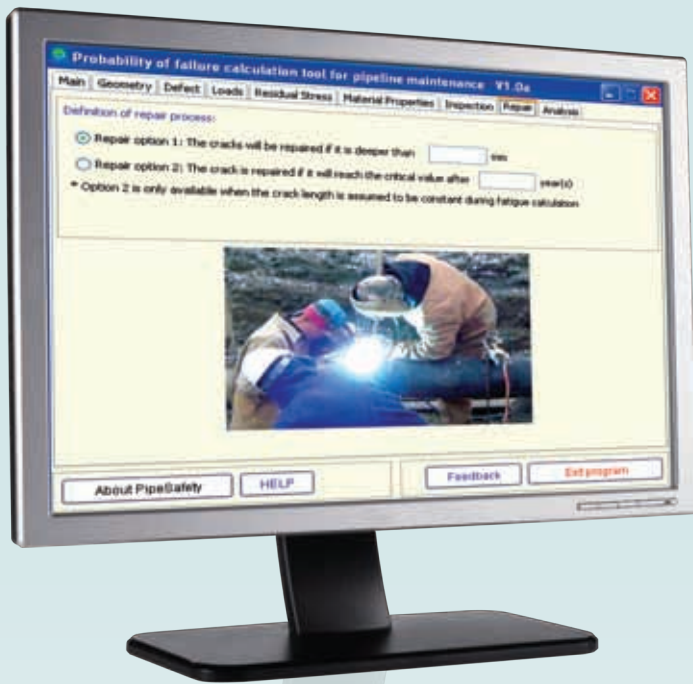 Probability of failure calculation tool for pipeline maintenance V1.0a
Main Geometry Defect Loads Residual Stress Material Properties Inspection Repair Analysis
Definition of repair process:
Repair option 1: The cracks will be repaired if it is deeper than mm
Repair option 2: The crack is repaired if it will reach the critical value after year(s)
* Option 2 is only available when the crack length is assumed to be constant during fatigue calculation
About PipeSafety HELP Feedback Exit program